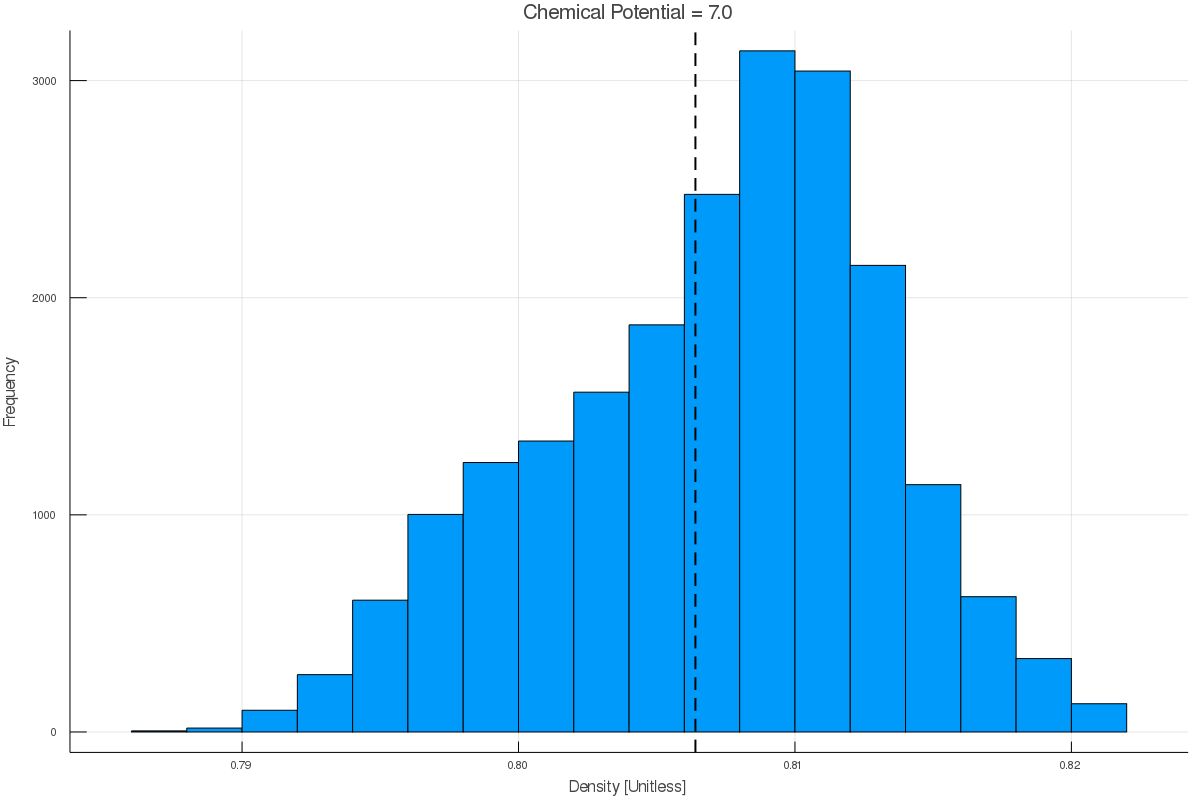 Chemical Potential = 7.0
3000
2000
1000
0
Frequency
0.79
0.80
0.81
0.82
Density [Unitless]